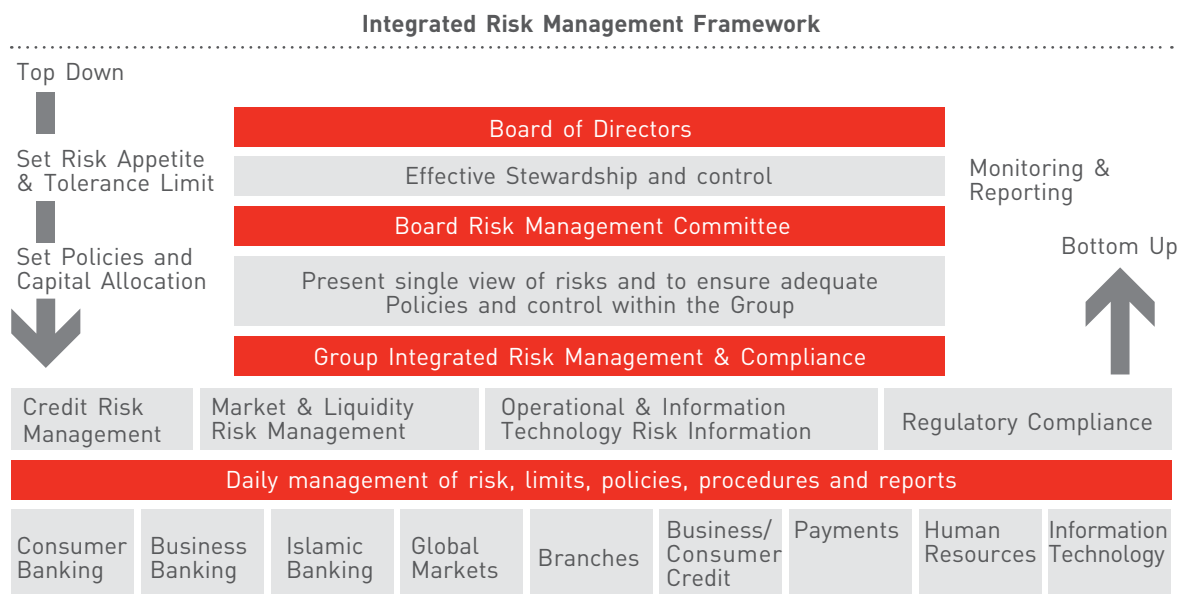 Integrated Risk Management Framework
Top Down
Set Risk Appetite
& Tolerance Limit
Set Policies and
Capital Allocation
Board of Directors
Effective Stewardship and control
Board Risk Management Committee
Present single view of risks and to ensure adequate
Policies and control within the Group
Group Integrated Risk Management & Compliance
Monitoring &
Reporting
Bottom Up
Credit Risk
Management
Market & Liquidity
Risk Management
Operational & Information
Technology Risk Information
Regulatory Compliance
Daily management of risk, limits, policies, procedures and reports
Consumer
Banking
Business
Banking
Islamic
Banking
Global
Markets
Branches
Business/
Consumer
Credit
Payments
Human
Resources
Information
Technology